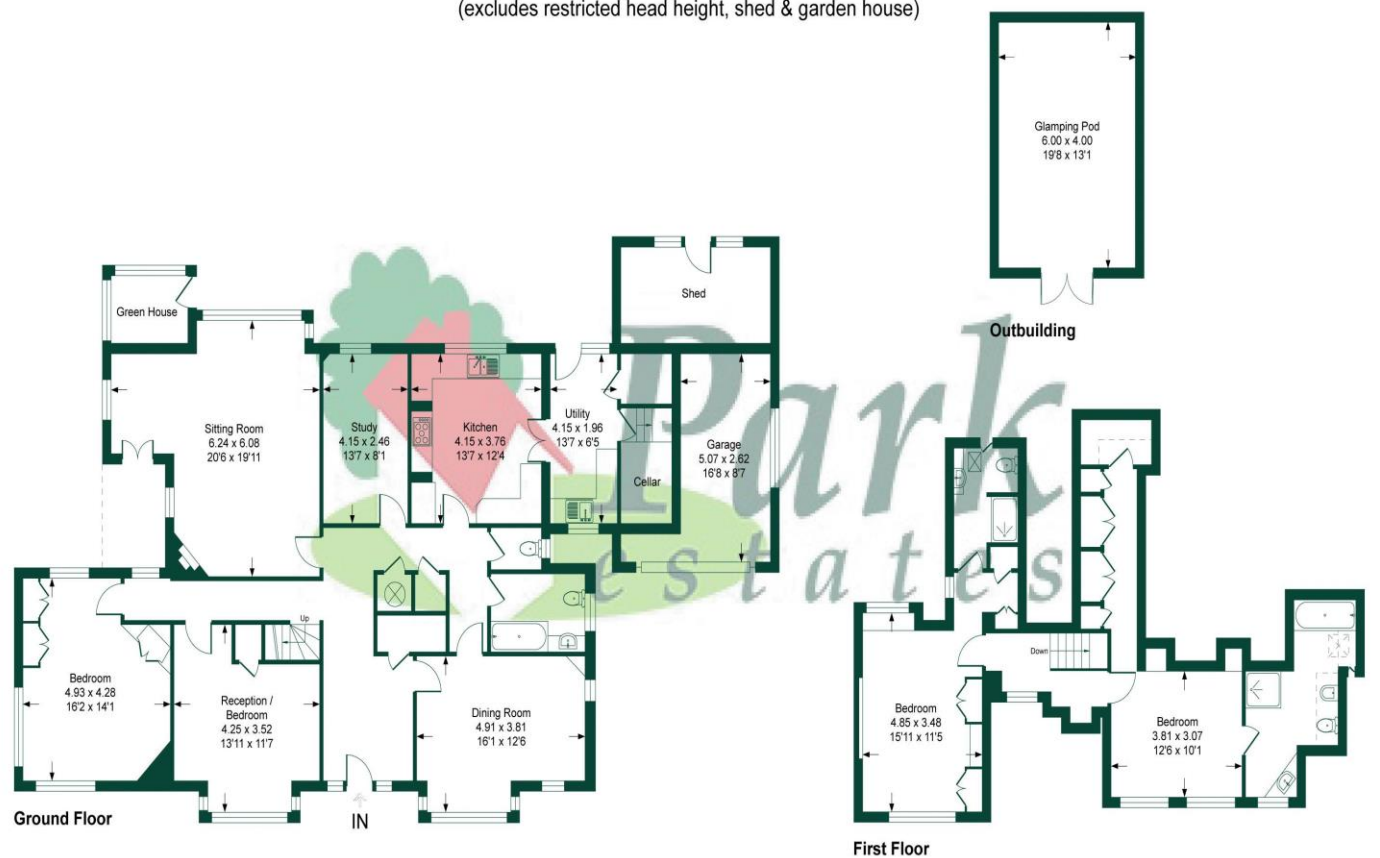 (excludes restricted head height, shed & garden house)
Glamping Pod
6.00 x 4.00
19'8 x 13'1
Outbuilding
Green House
Shed
Sitting Room
6.24 x 6.08
20'6 x 19'11
Study
4.15 x 2.46
13'7 x 8'1
Kitchen
4.15 x 3.76
13'7 x 12'4
Utility
4.15 x 1.96
13'7 x 6'5
Cellar
Garage
5.07 x 2.62
16'8 x 8'7
Park
estates
Up
Bedroom
4.93 x 4.28
16'2 x 14'1
Reception /
Bedroom
4.25 x 3.52
13'11 x 11'7
Dining Room
4.91 x 3.81
16'1 x 12'6
IN
Ground Floor
Down
Bedroom
4.85 x 3.48
15'11 x 11'5
Bedroom
3.81 x 3.07
12'6 x 10'1
First Floor